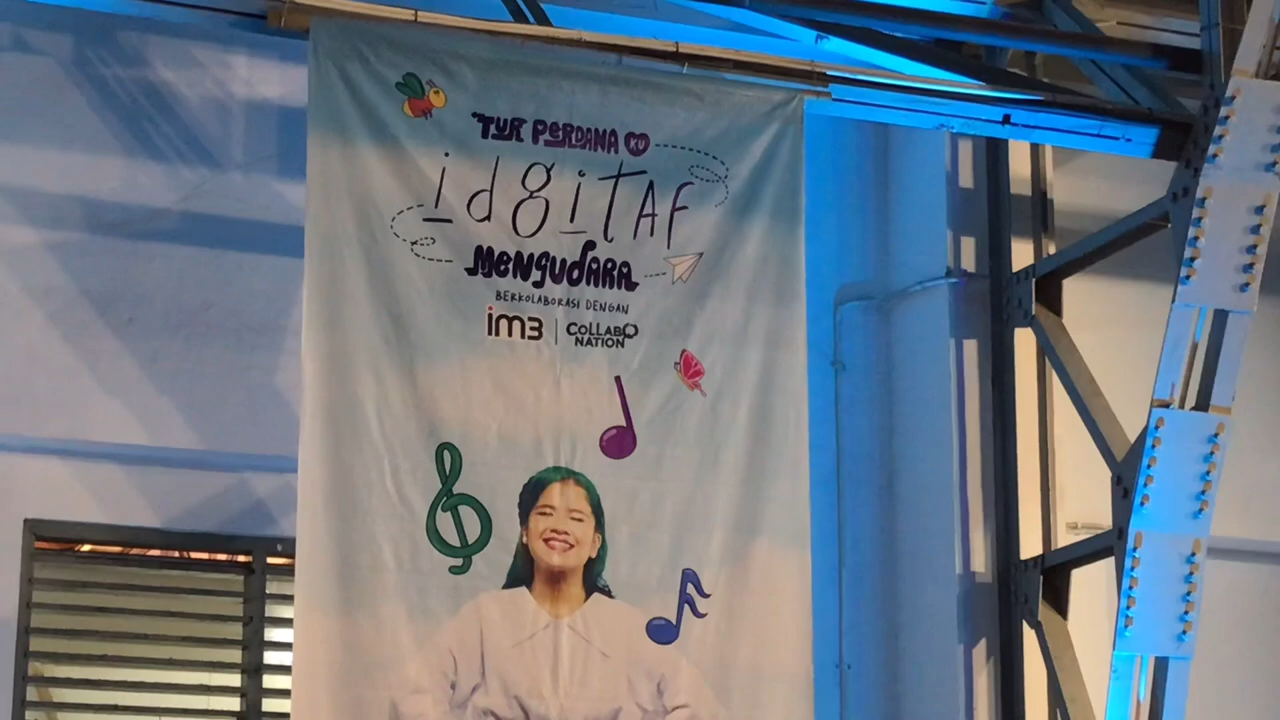 TUR PERDANA KU
idgitAF
MENGUDARA
BERKOLABORASI DENGAN
im3 | COLLABO NATION